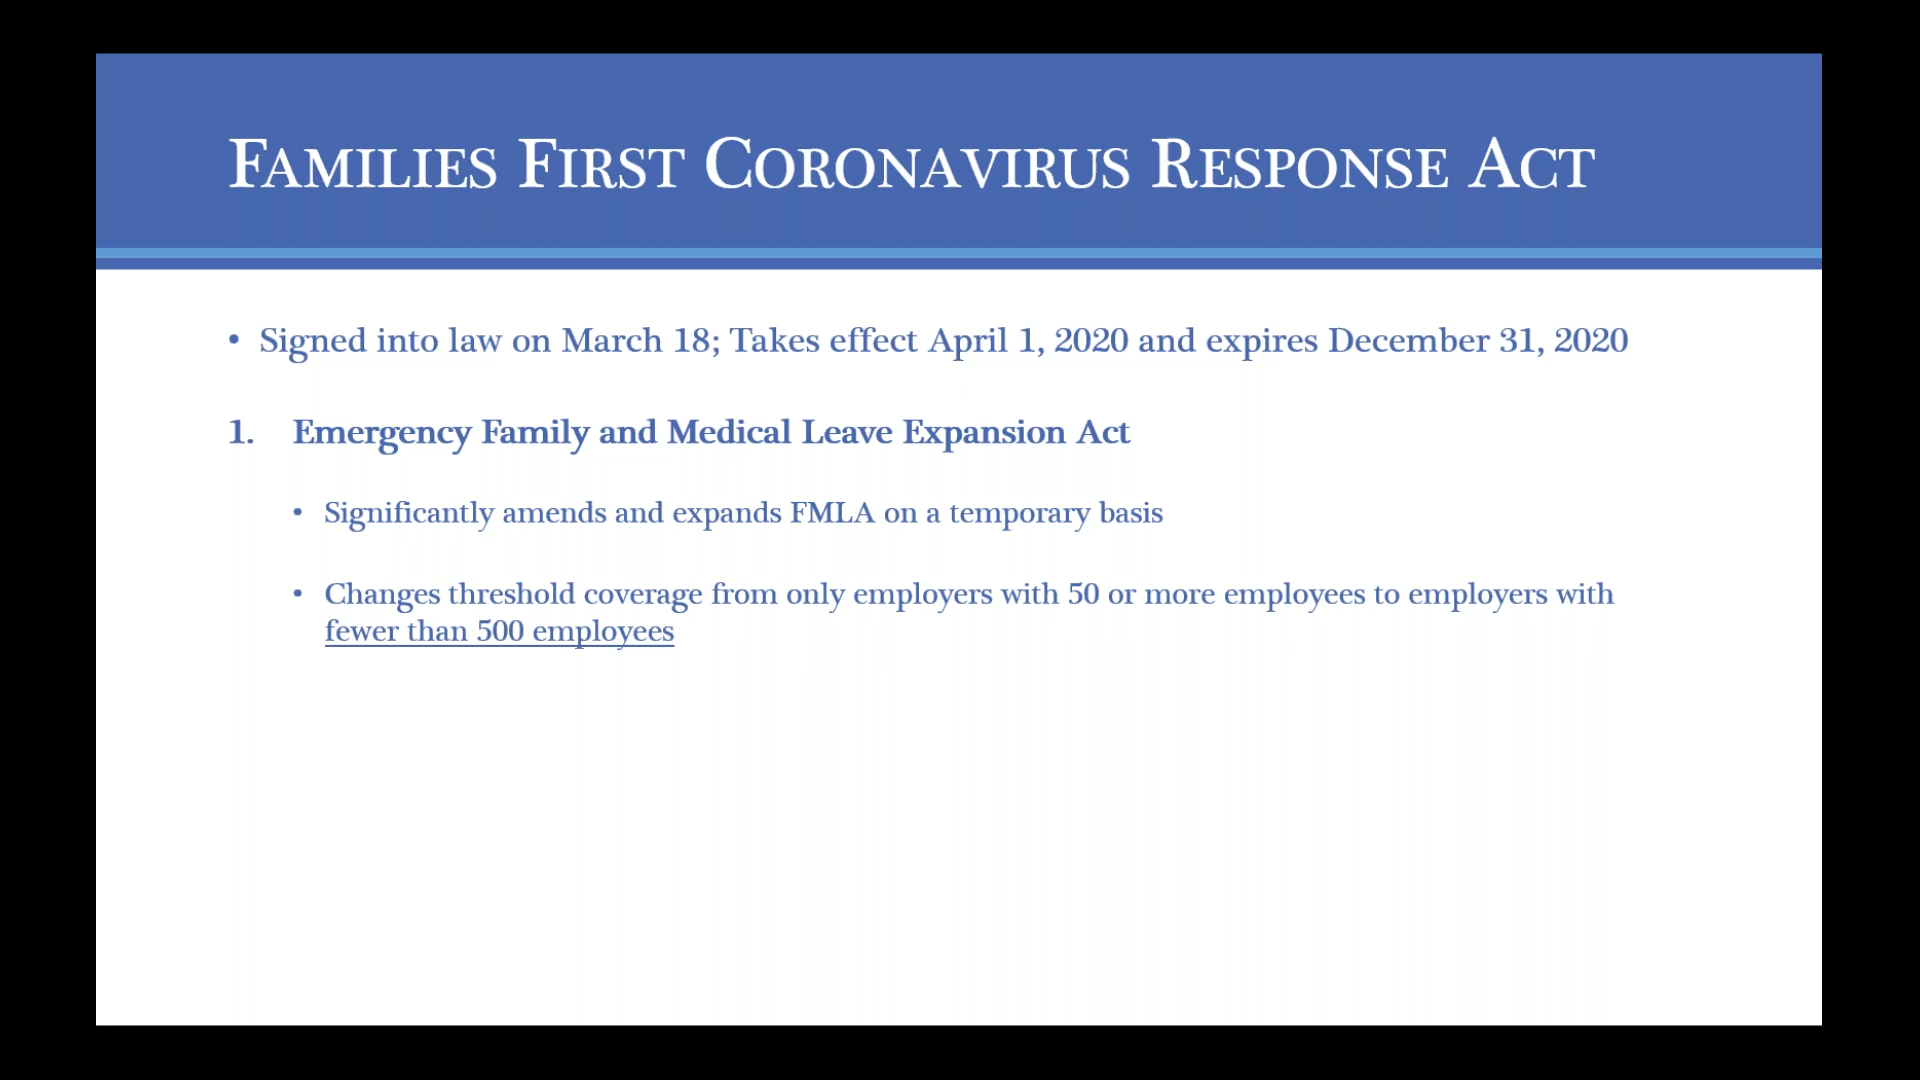 Families First Coronavirus Response Act
• Signed into law on March 18; Takes effect April 1, 2020 and expires December 31, 2020
1. Emergency Family and Medical Leave Expansion Act
• Significantly amends and expands FMLA on a temporary basis
• Changes threshold coverage from only employers with 50 or more employees to employers with
fewer than 500 employees